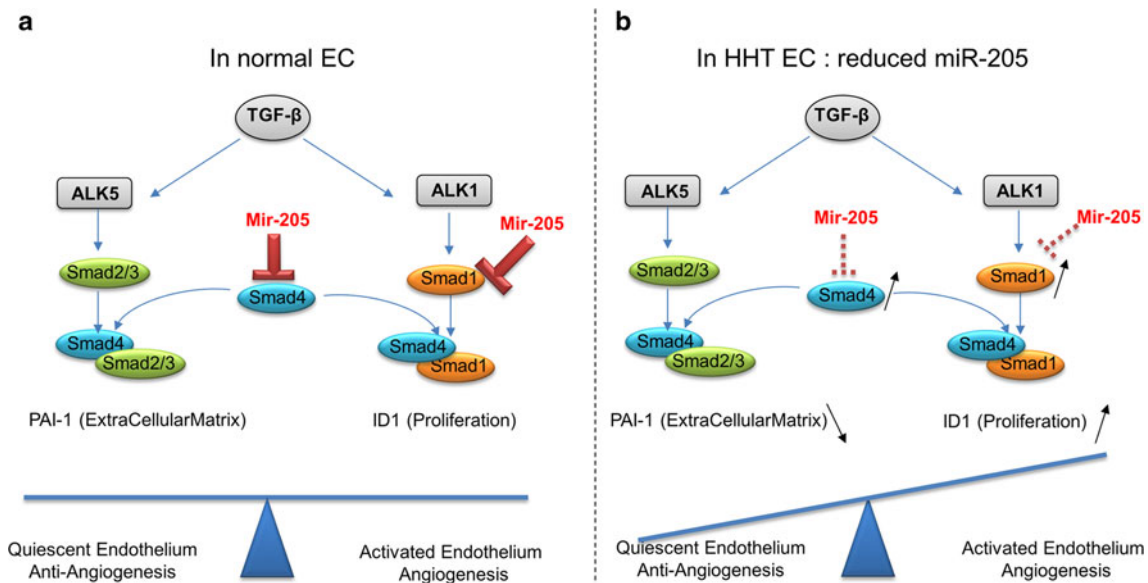 a
In normal EC
TGF-β
ALK5
ALK1
Mir-205
Mir-205
Smad2/3
Smad1
Smad4
Smad4
Smad2/3
Smad4
Smad1
PAI-1 (ExtraCellularMatrix)
ID1 (Proliferation)
Quiescent Endothelium
Anti-Angiogenesis
Activated Endothelium
Angiogenesis
b
In HHT EC : reduced miR-205
TGF-β
ALK5
ALK1
Mir-205
Mir-205
Smad2/3
Smad1
Smad4
Smad4
Smad2/3
Smad4
Smad1
PAI-1 (ExtraCellularMatrix)
ID1 (Proliferation)
Quiescent Endothelium
Anti-Angiogenesis
Activated Endothelium
Angiogenesis